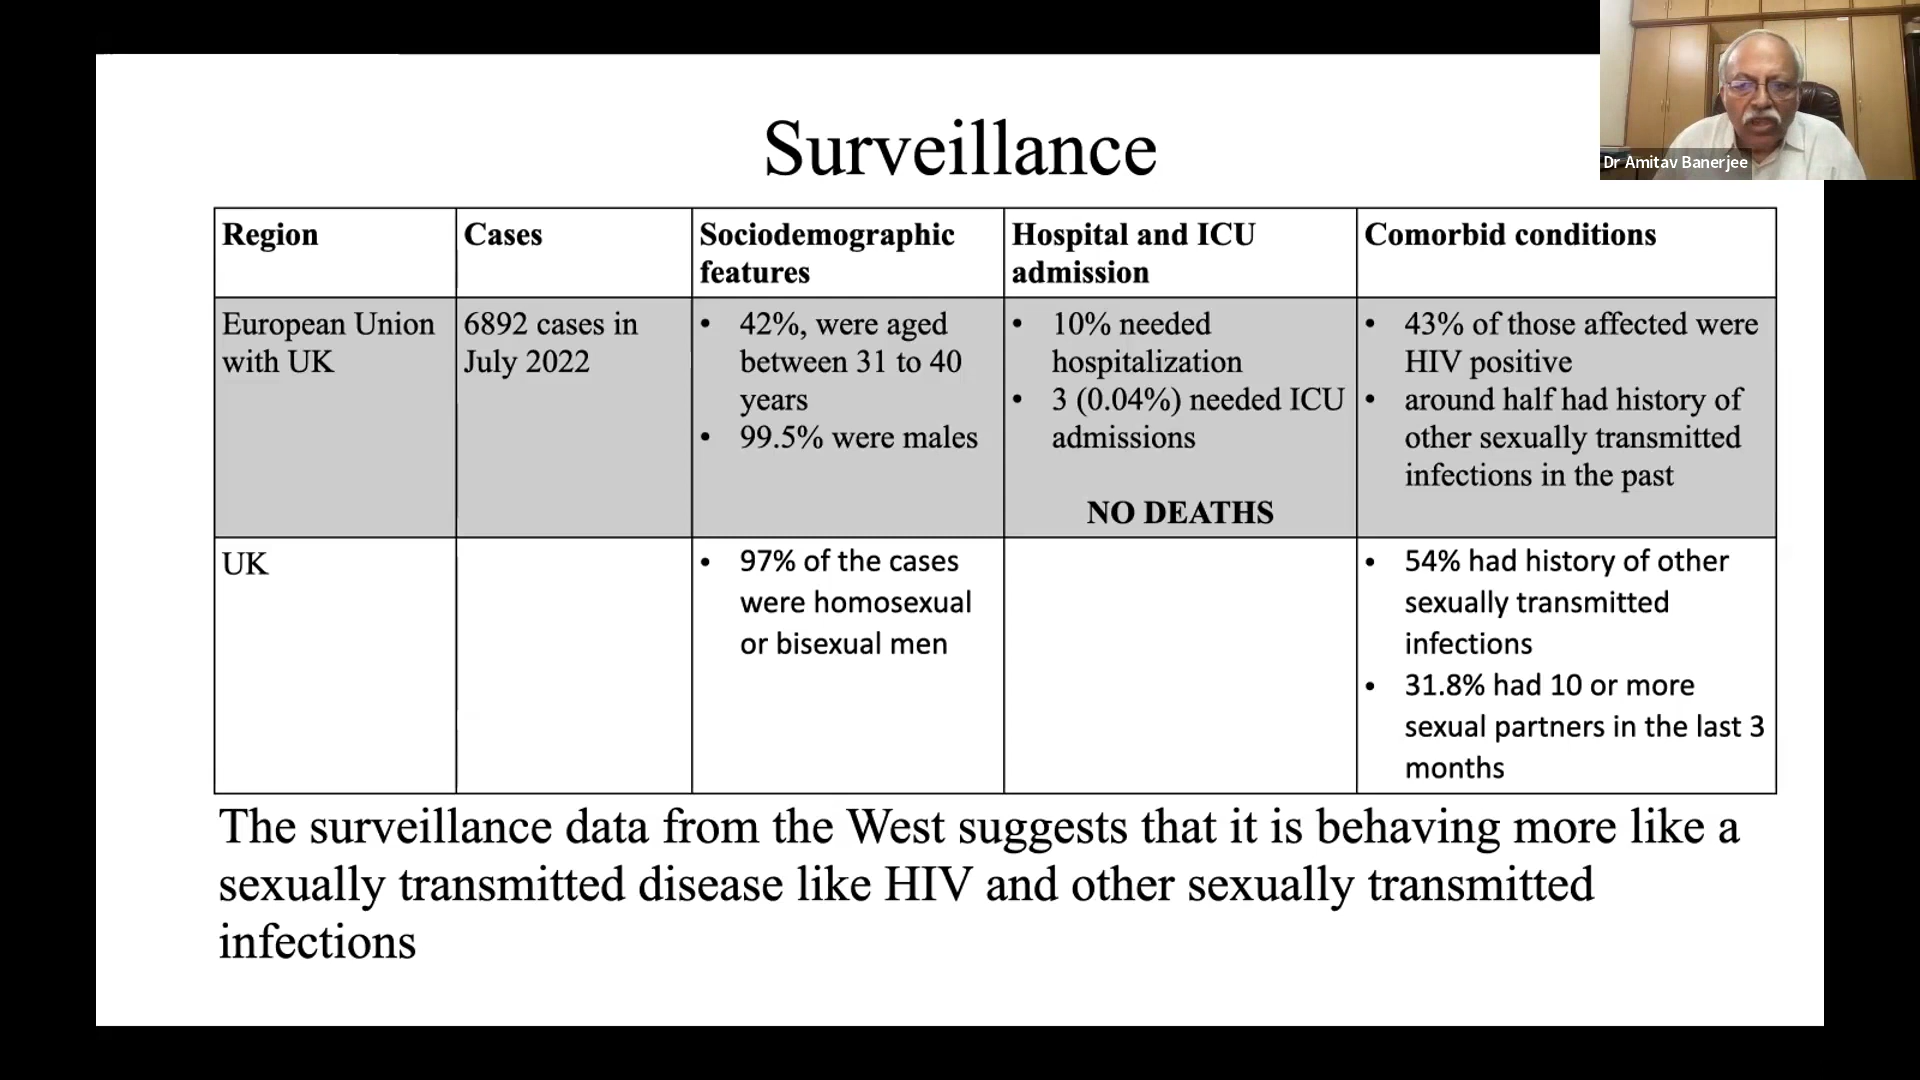 Dr Amitav Banerjee
Surveillance
Region
Cases
Sociodemographic
features
Hospital and ICU
admission
Comorbid conditions
European Union
with UK
6892 cases in
July 2022
• 42%, were aged
between 31 to 40
years
• 99.5% were males
• 10% needed
hospitalization
• 3 (0.04%) needed ICU
admissions
NO DEATHS
• 43% of those affected were
HIV positive
• around half had history of
other sexually transmitted
infections in the past
UK
• 97% of the cases
were homosexual
or bisexual men
• 54% had history of other
sexually transmitted
infections
• 31.8% had 10 or more
sexual partners in the last 3
months
The surveillance data from the West suggests that it is behaving more like a
sexually transmitted disease like HIV and other sexually transmitted
infections